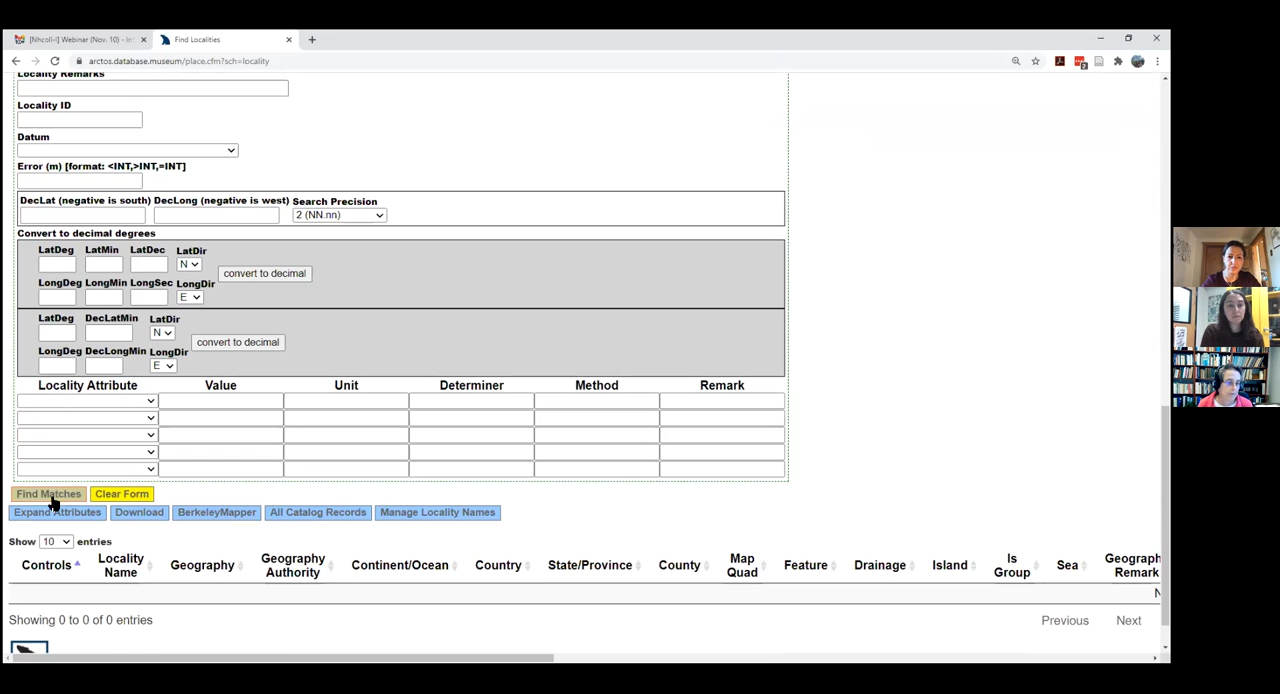 [Nhcoll-l] Webinar (Nov. 10) - In
Find Localities
arctos.database.museum/place.cfm?sch=locality
Locality Remarks
Locality ID
Datum
Error (m) [format: <INT,>INT,=INT]
DecLat (negative is south) DecLong (negative is west) Search Precision
2 (NN.nn)
Convert to decimal degrees
LatDeg LatMin LatDec LatDir
N
convert to decimal
LongDeg LongMin LongSec LongDir
E
LatDeg DecLatMin LatDir
N
convert to decimal
LongDeg DecLongMin LongDir
E
Locality Attribute Value Unit Determiner Method Remark
Find Matches Clear Form
Expand Attributes Download BerkeleyMapper All Catalog Records Manage Locality Names
Show 10 entries
Controls Locality Name Geography Geography Authority Continent/Ocean Country State/Province County Map Quad Feature Drainage Island Is Group Sea Geograph Remark
N
Showing 0 to 0 of 0 entries
Previous Next